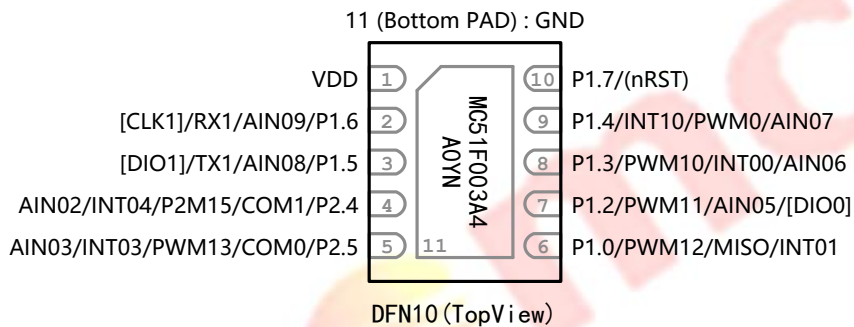 11 (Bottom PAD) : GND
VDD 1
10 P1.7/(nRST)
[CLK1]/RX1/AIN09/P1.6 2
9 P1.4/INT10/PWM0/AIN07
[DIO1]/TX1/AIN08/P1.5 3
8 P1.3/PWM10/INT00/AIN06
AIN02/INT04/P2M15/COM1/P2.4 4
7 P1.2/PWM11/AIN05/[DIO0]
AIN03/INT03/PWM13/COM0/P2.5 5
6 P1.0/PWM12/MISO/INT01
MC51F003A4
A0YN
11
DFN10(TopView)